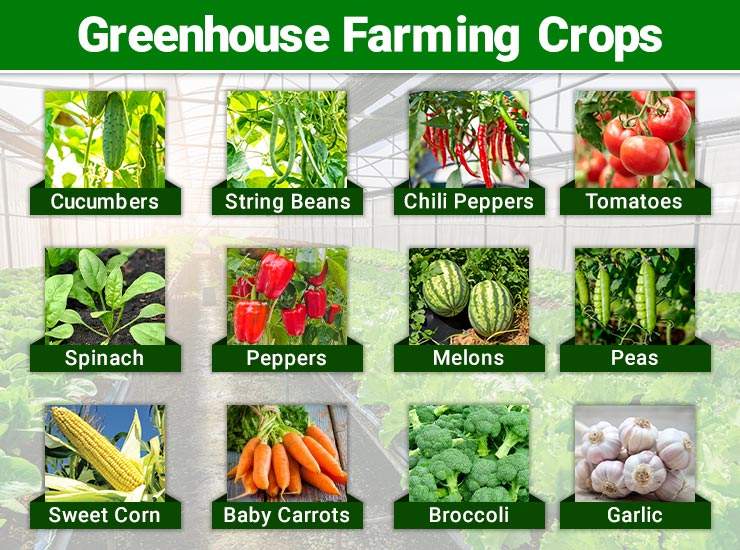 Greenhouse Farming Crops
Cucumbers
String Beans
Chili Peppers
Tomatoes
Spinach
Peppers
Melons
Peas
Sweet Corn
Baby Carrots
Broccoli
Garlic